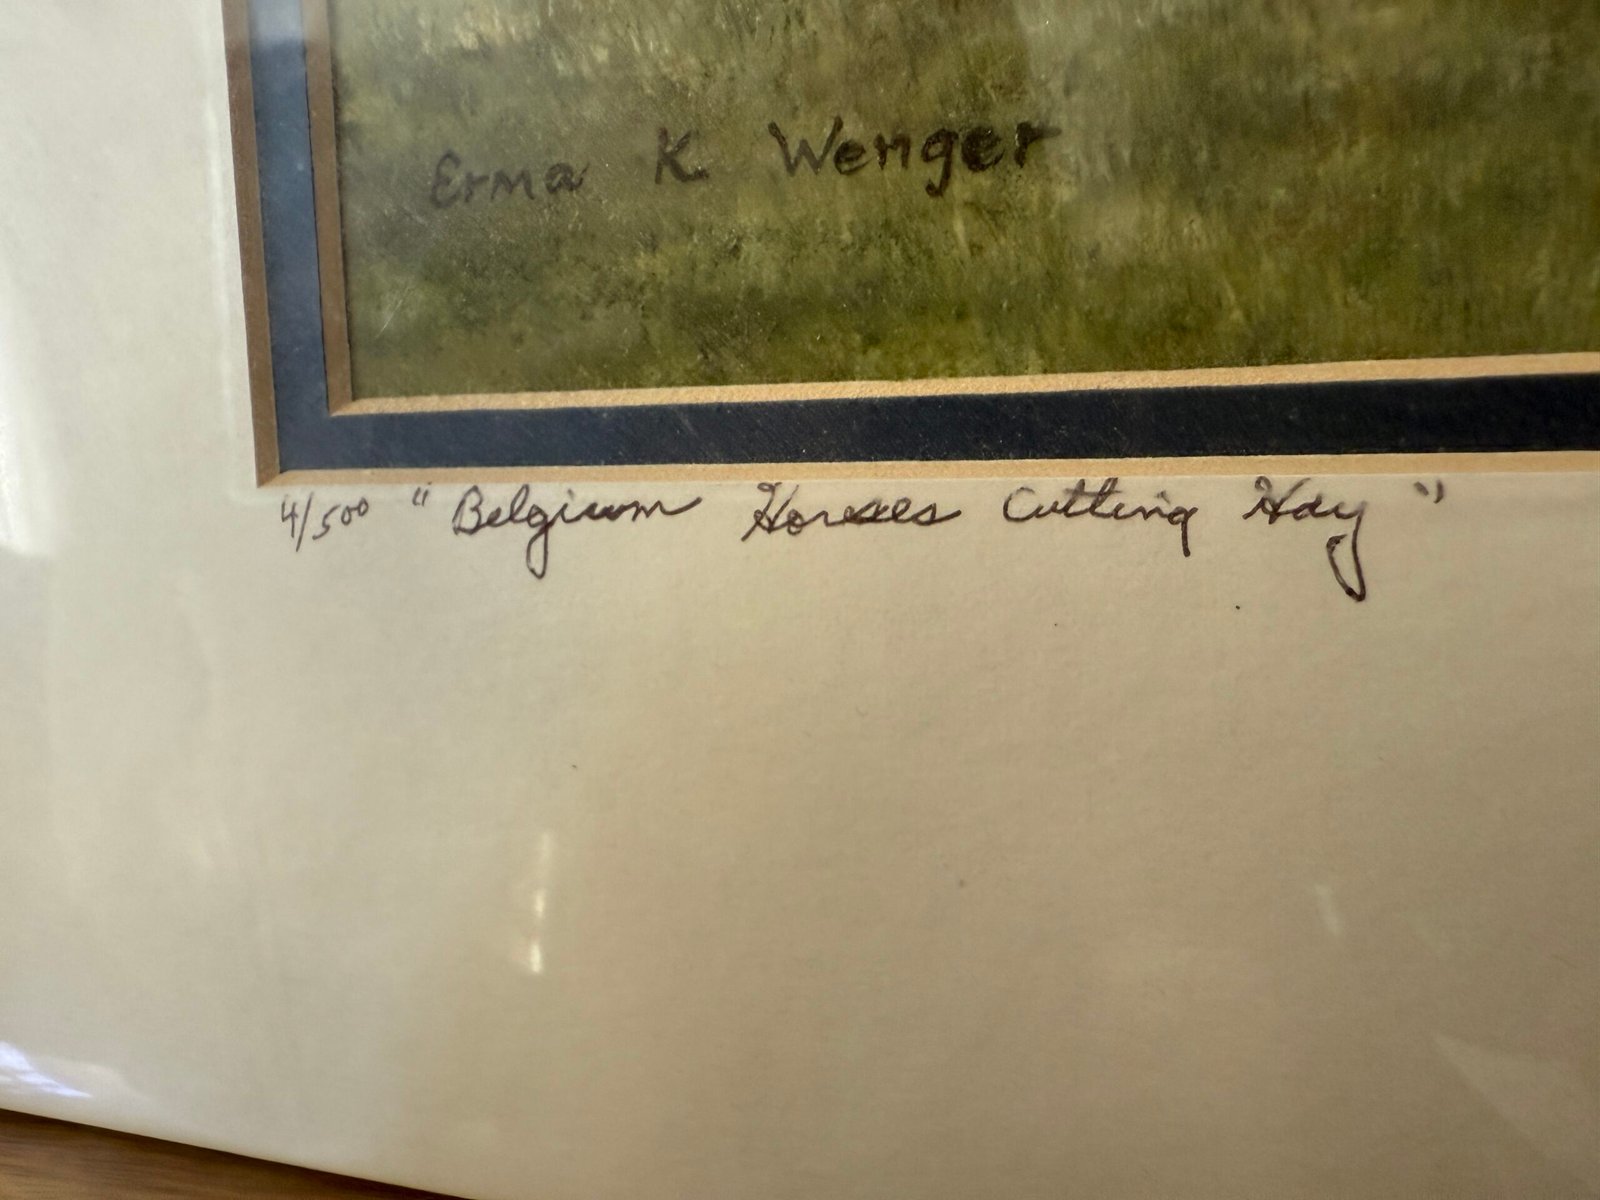 Erma K Wenger
4/500 "Belgium Horses Cutting Hay"